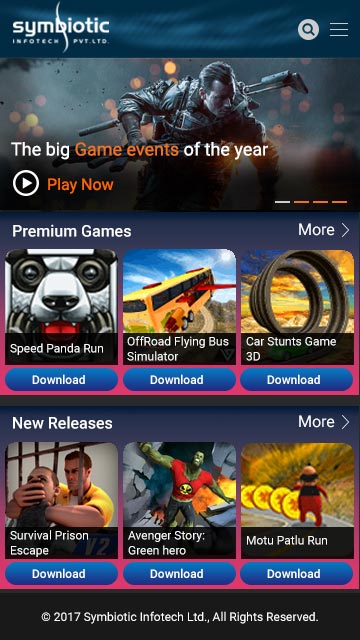 symbiotic
INFOTECH PVT.LTD.
The big Game events of the year
Play Now
Premium Games
More
Speed Panda Run
OffRoad Flying Bus
Simulator
Car Stunts Game
3D
Download
Download
Download
New Releases
More
Survival Prison
Escape
V2
Avenger Story:
Green hero
Motu Patlu Run
Download
Download
Download
© 2017 Symbiotic Infotech Ltd., All Rights Reserved.